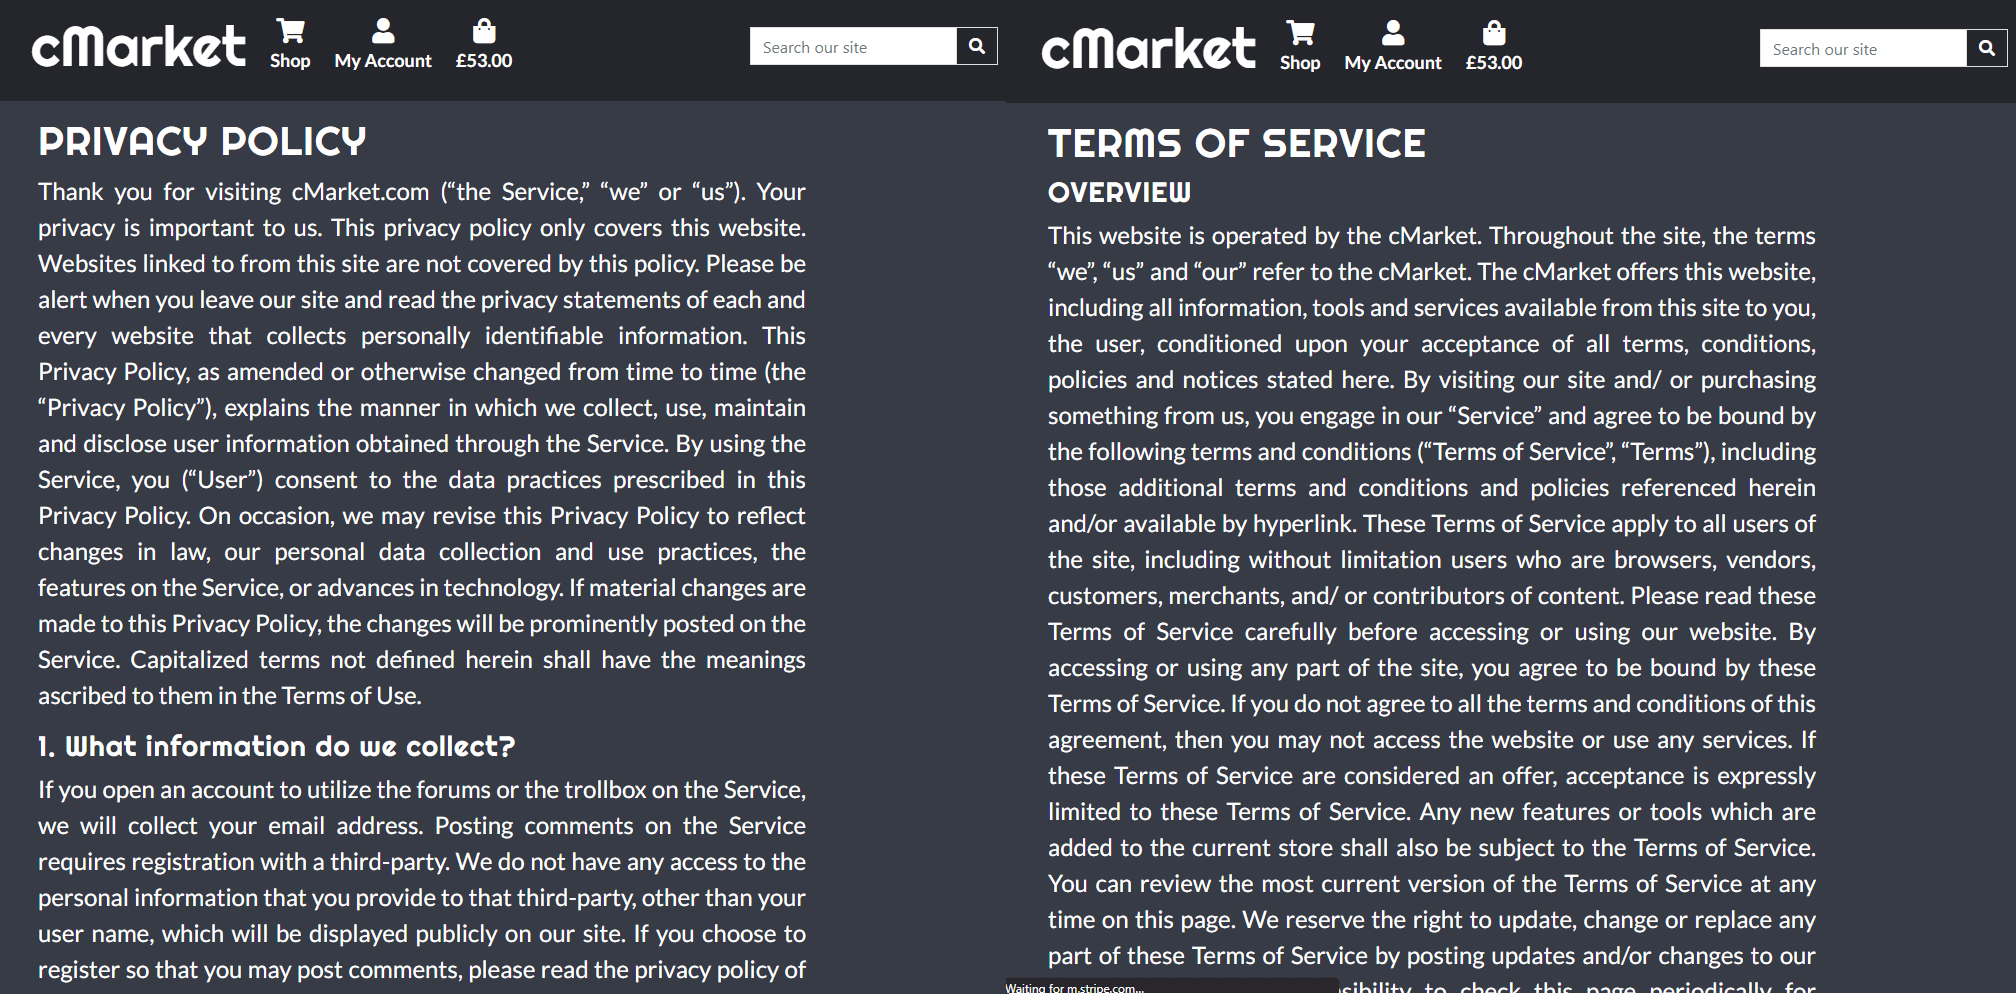 cMarket
Shop
My Account
£53.00
Search our site
PRIVACY POLICY
Thank you for visiting cMarket.com (“the Service,” “we” or “us”). Your
privacy is important to us. This privacy policy only covers this website.
Websites linked to from this site are not covered by this policy. Please be
alert when you leave our site and read the privacy statements of each and
every website that collects personally identifiable information. This
Privacy Policy, as amended or otherwise changed from time to time (the
“Privacy Policy”), explains the manner in which we collect, use, maintain
and disclose user information obtained through the Service. By using the
Service, you (“User”) consent to the data practices prescribed in this
Privacy Policy. On occasion, we may revise this Privacy Policy to reflect
changes in law, our personal data collection and use practices, the
features on the Service, or advances in technology. If material changes are
made to this Privacy Policy, the changes will be prominently posted on the
Service. Capitalized terms not defined herein shall have the meanings
ascribed to them in the Terms of Use.
1. What information do we collect?
If you open an account to utilize the forums or the trollbox on the Service,
we will collect your email address. Posting comments on the Service
requires registration with a third-party. We do not have any access to the
personal information that you provide to that third-party, other than your
user name, which will be displayed publicly on our site. If you choose to
register so that you may post comments, please read the privacy policy of
cMarket
Shop
My Account
£53.00
Search our site
TERMS OF SERVICE
OVERVIEW
This website is operated by the cMarket. Throughout the site, the terms
“we”, “us” and “our” refer to the cMarket. The cMarket offers this website,
including all information, tools and services available from this site to you,
the user, conditioned upon your acceptance of all terms, conditions,
policies and notices stated here. By visiting our site and/ or purchasing
something from us, you engage in our “Service” and agree to be bound by
the following terms and conditions (“Terms of Service”, “Terms”), including
those additional terms and conditions and policies referenced herein
and/or available by hyperlink. These Terms of Service apply to all users of
the site, including without limitation users who are browsers, vendors,
customers, merchants, and/ or contributors of content. Please read these
Terms of Service carefully before accessing or using our website. By
accessing or using any part of the site, you agree to be bound by these
Terms of Service. If you do not agree to all the terms and conditions of this
agreement, then you may not access the website or use any services. If
these Terms of Service are considered an offer, acceptance is expressly
limited to these Terms of Service. Any new features or tools which are
added to the current store shall also be subject to the Terms of Service.
You can review the most current version of the Terms of Service at any
time on this page. We reserve the right to update, change or replace any
part of these Terms of Service by posting updates and/or changes to our
sibility to check this page periodically for
Waiting for m.stripe.com...